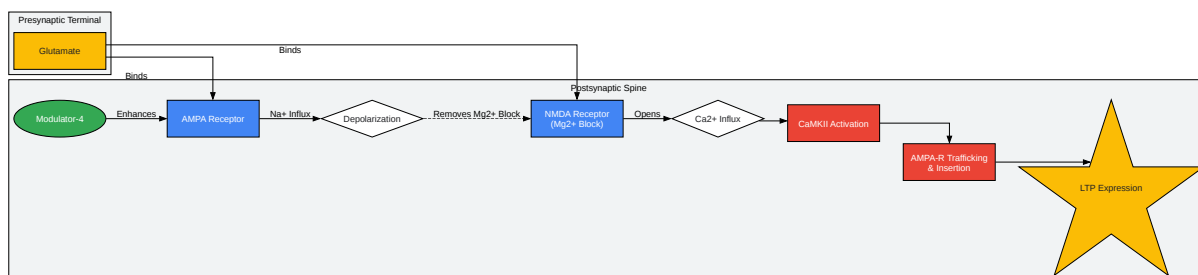 Presynaptic Terminal
Glutamate
Binds
Binds
Postsynaptic Spine
Modulator-4
Enhances
AMPA Receptor
Na+ Influx
Depolarization
Removes Mg2+ Block
NMDA Receptor
(Mg2+ Block)
Opens
Ca2+ Influx
CaMKII Activation
AMPA-R Trafficking
& Insertion
LTP Expression